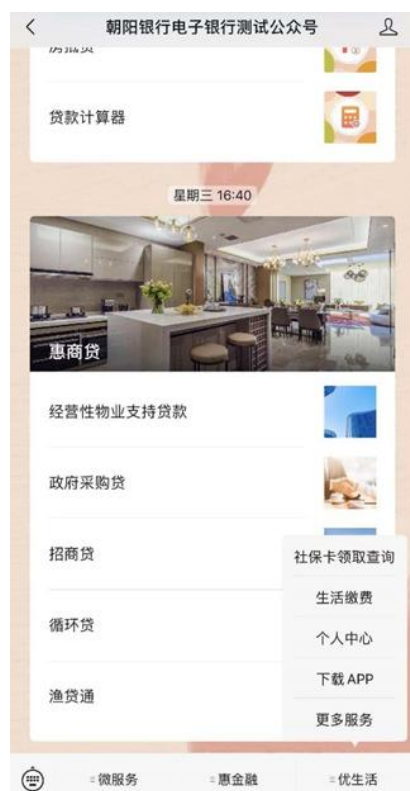 朝阳银行电子银行测试公众号
贷款计算器
星期三 16:40
惠商贷
经营性物业支持贷款
政府采购贷
招商贷
循环贷
渔贷通
社保卡领取查询
生活缴费
个人中心
下载 APP
更多服务
微服务
惠金融
优生活